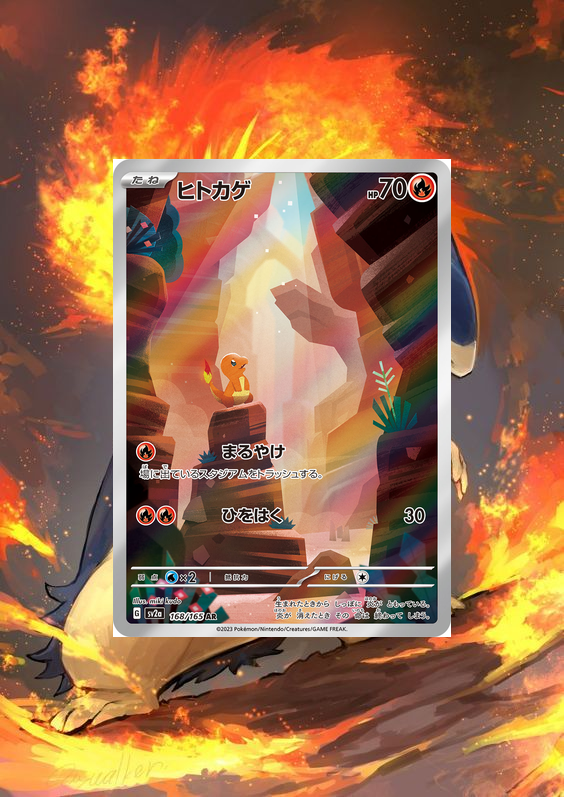 たね ヒトカゲ HP70
まるやけ
場に出ているスタジアムをトラッシュする。
ひをはく 30
弱点 ×2 抵抗力 にげる
Illus. miki kudo
生まれたときから しっぽに 炎が ともっている。
炎が 消えたとき その 命は 終わって しまう。
G sv2a 168/165 AR
©2023 Pokémon/Nintendo/Creatures/GAME FREAK.